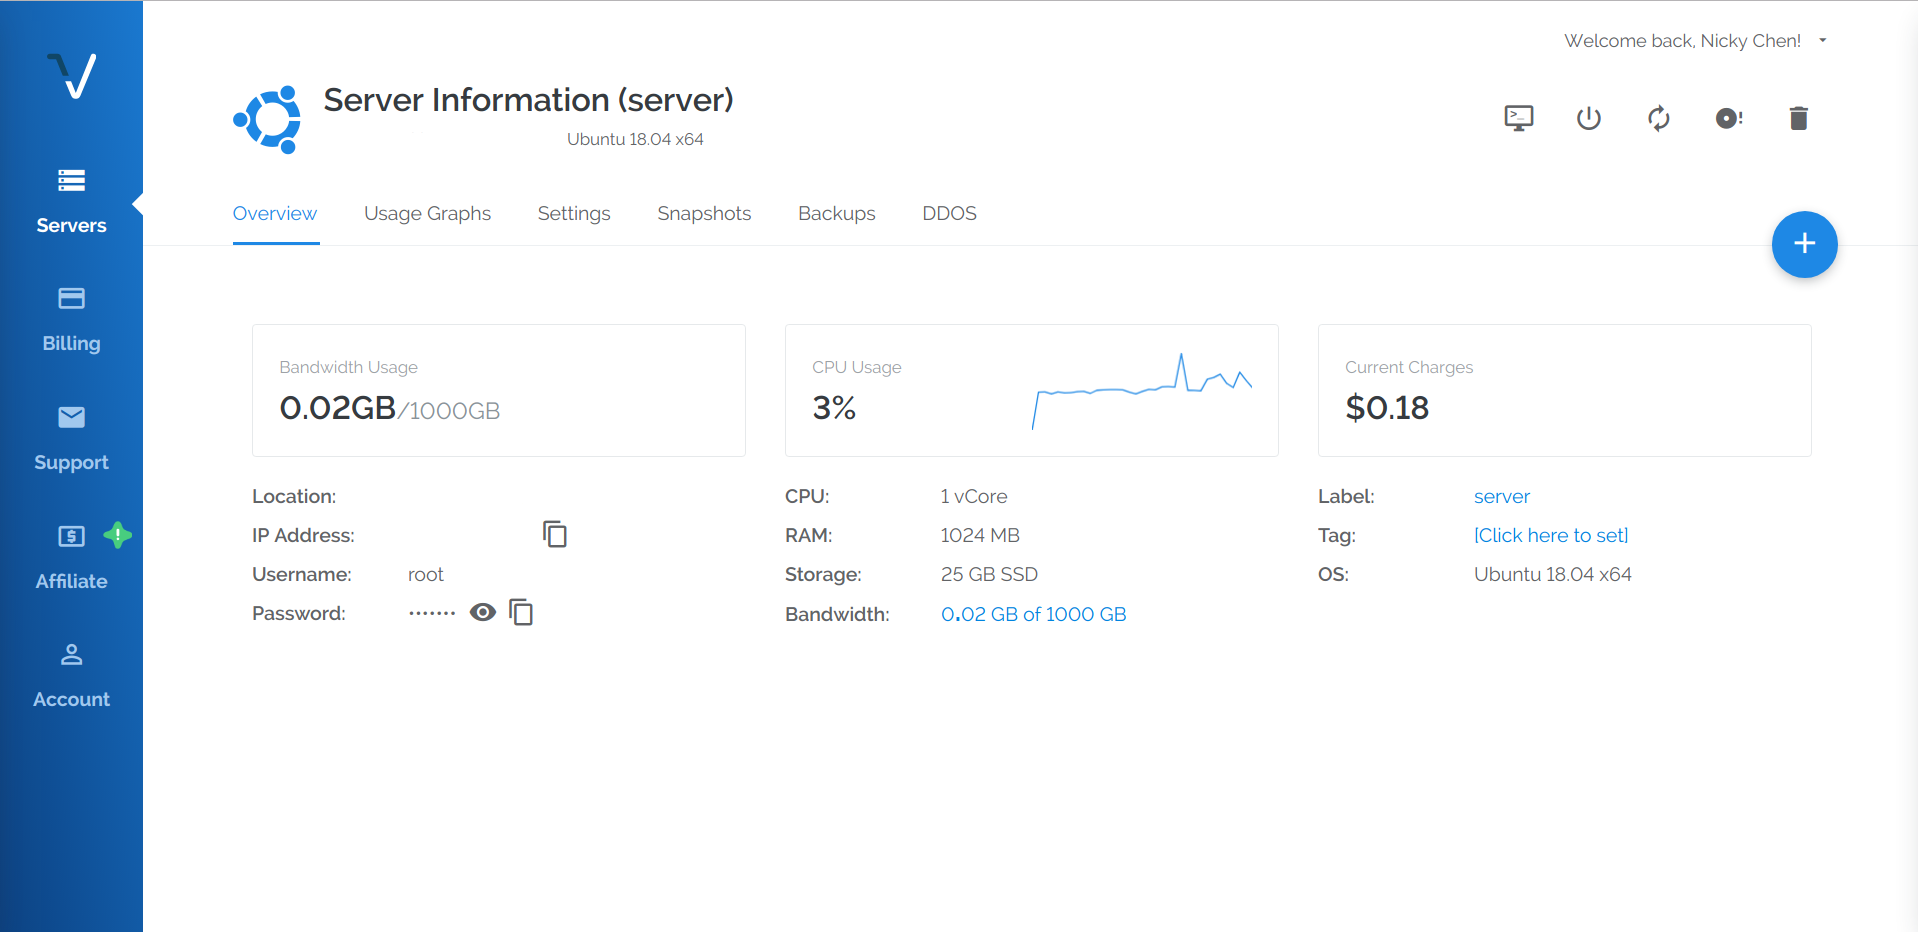 Welcome back, Nicky Chen!
Server Information (server)
Ubuntu 18.04 x64
Servers
Billing
Support
Affiliate
Account
Overview
Usage Graphs
Settings
Snapshots
Backups
DDOS
Bandwidth Usage
0.02GB/1000GB
CPU Usage
3%
Current Charges
$0.18
Location:
IP Address:
Username: root
Password: •••••••
CPU: 1 vCore
RAM: 1024 MB
Storage: 25 GB SSD
Bandwidth: 0.02 GB of 1000 GB
Label: server
Tag: [Click here to set]
OS: Ubuntu 18.04 x64